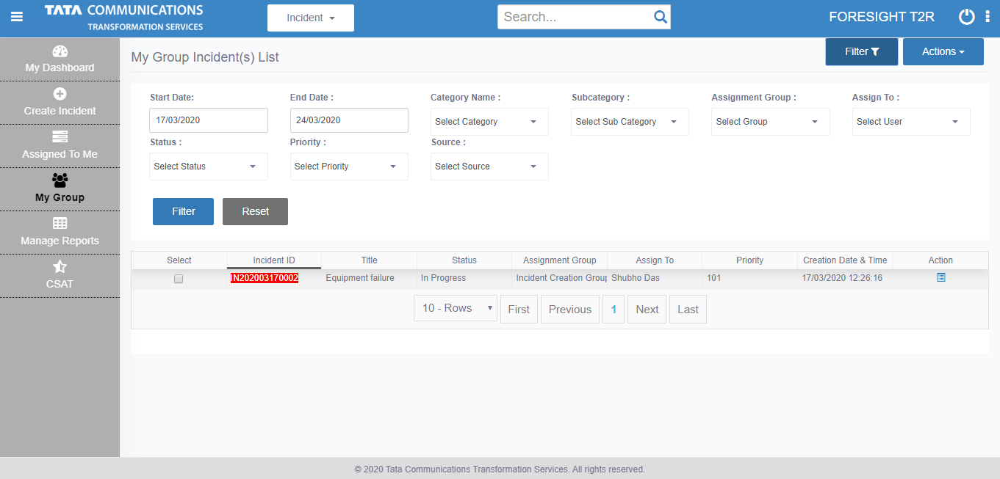 TATA COMMUNICATIONS
TRANSFORMATION SERVICES
Incident
Search...
FORESIGHT T2R
My Dashboard
Create Incident
Assigned To Me
My Group
Manage Reports
CSAT
My Group Incident(s) List
Filter
Actions
Start Date: End Date : Category Name : Subcategory : Assignment Group : Assign To :
17/03/2020 24/03/2020 Select Category Select Sub Category Select Group Select User
Status : Priority : Source :
Select Status Select Priority Select Source
Filter Reset
Select Incident ID Title Status Assignment Group Assign To Priority Creation Date & Time Action
IN202003170002 Equipment failure In Progress Incident Creation Group Shubho Das 101 17/03/2020 12:26:16
10 - Rows First Previous 1 Next Last
© 2020 Tata Communications Transformation Services. All rights reserved.